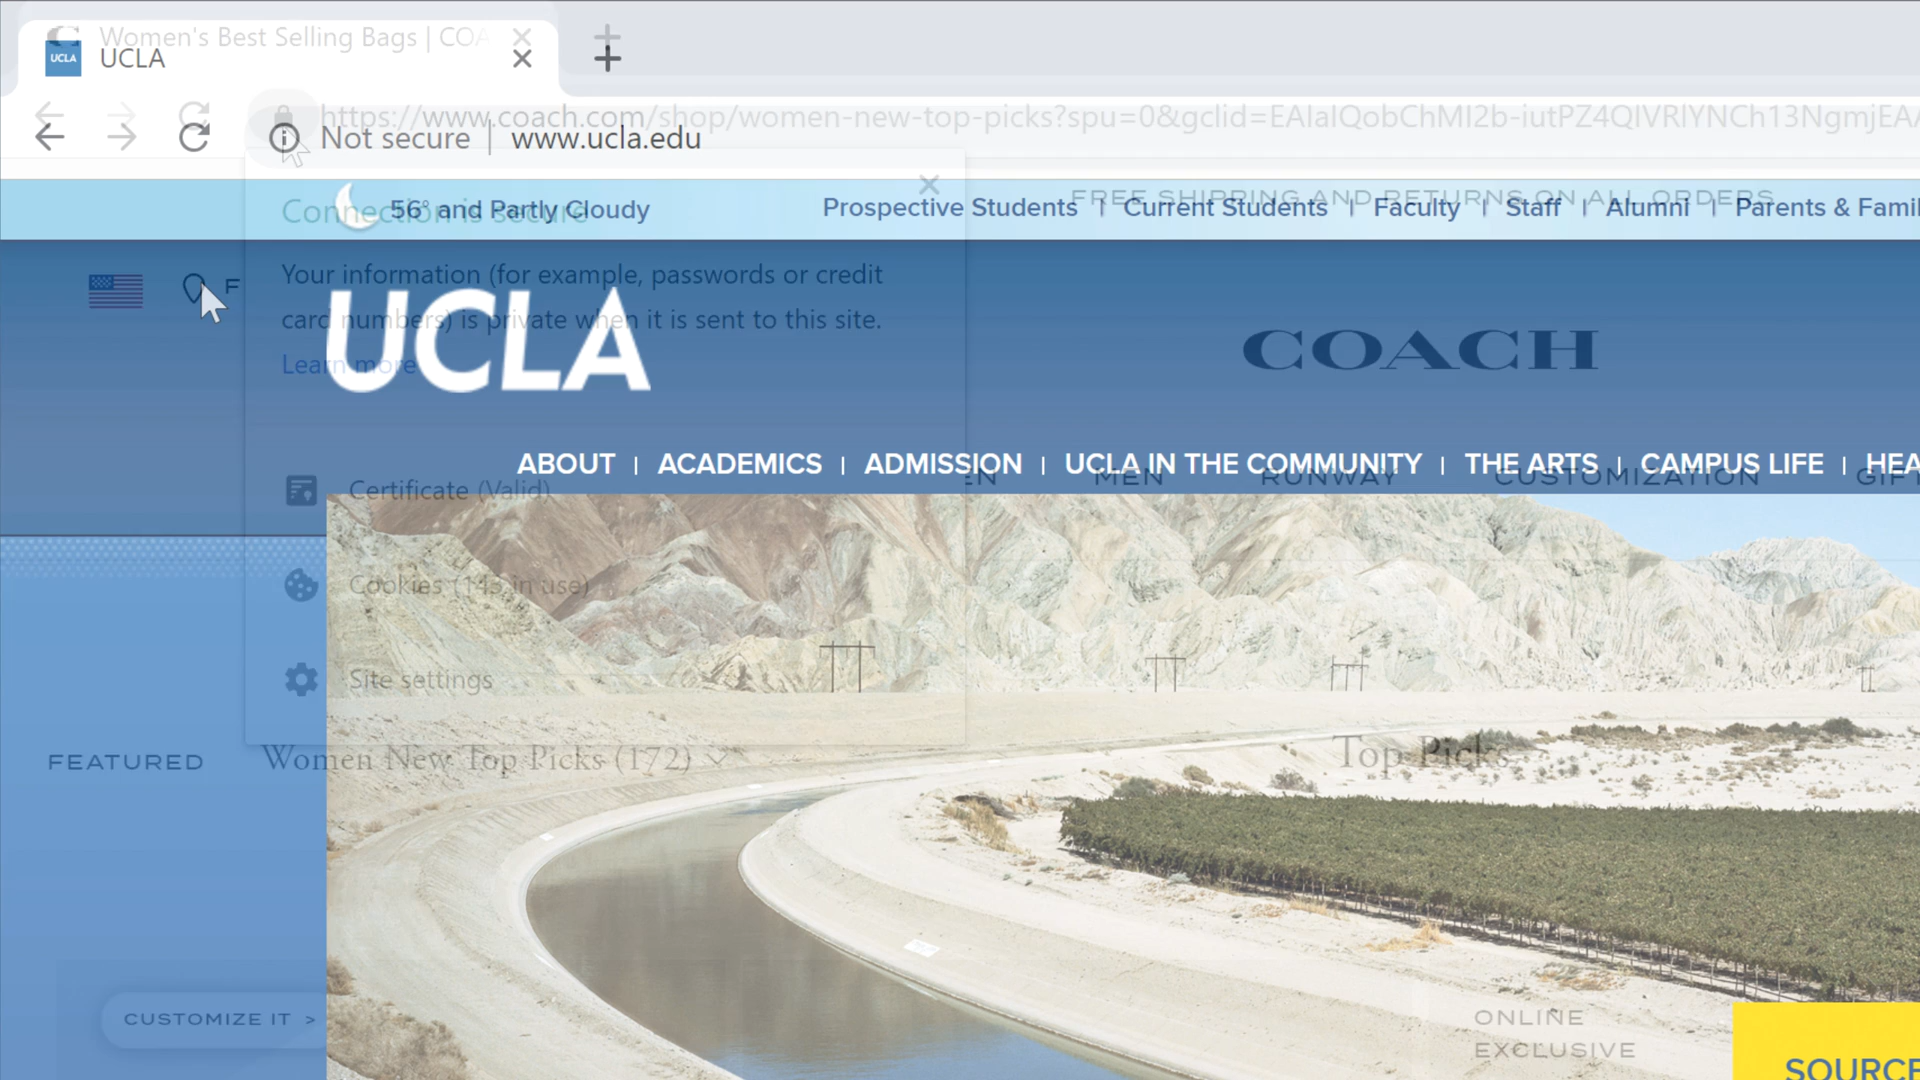 Women's Best Selling Bags | COA
UCLA
UCLA
https://www.coach.com/shop/women-new-top-picks?spu=0&gclid=
Not secure | www.ucla.edu
FREE SHIPPING AND RETURNS ON ALL ORDERS
Connection is secure
56° and Partly Cloudy
Prospective Students | Current Students | Faculty | Staff | Alumni | Parents & Famil
Your information (for example, passwords or credit
card numbers) is private when it is sent to this site.
Learn more
F
UCLA
COACH
ABOUT | ACADEMICS | ADMISSION | UCLA IN THE COMMUNITY | THE ARTS | CAMPUS LIFE | HEA
EN MEN RUNWAY CUSTOMIZATION GIFT
Certificate (Valid)
Cookies (143 in use)
Site settings
FEATURED
Women New Top Picks (172)
Top Picks
CUSTOMIZE IT >
ONLINE
EXCLUSIVE
SOURCE